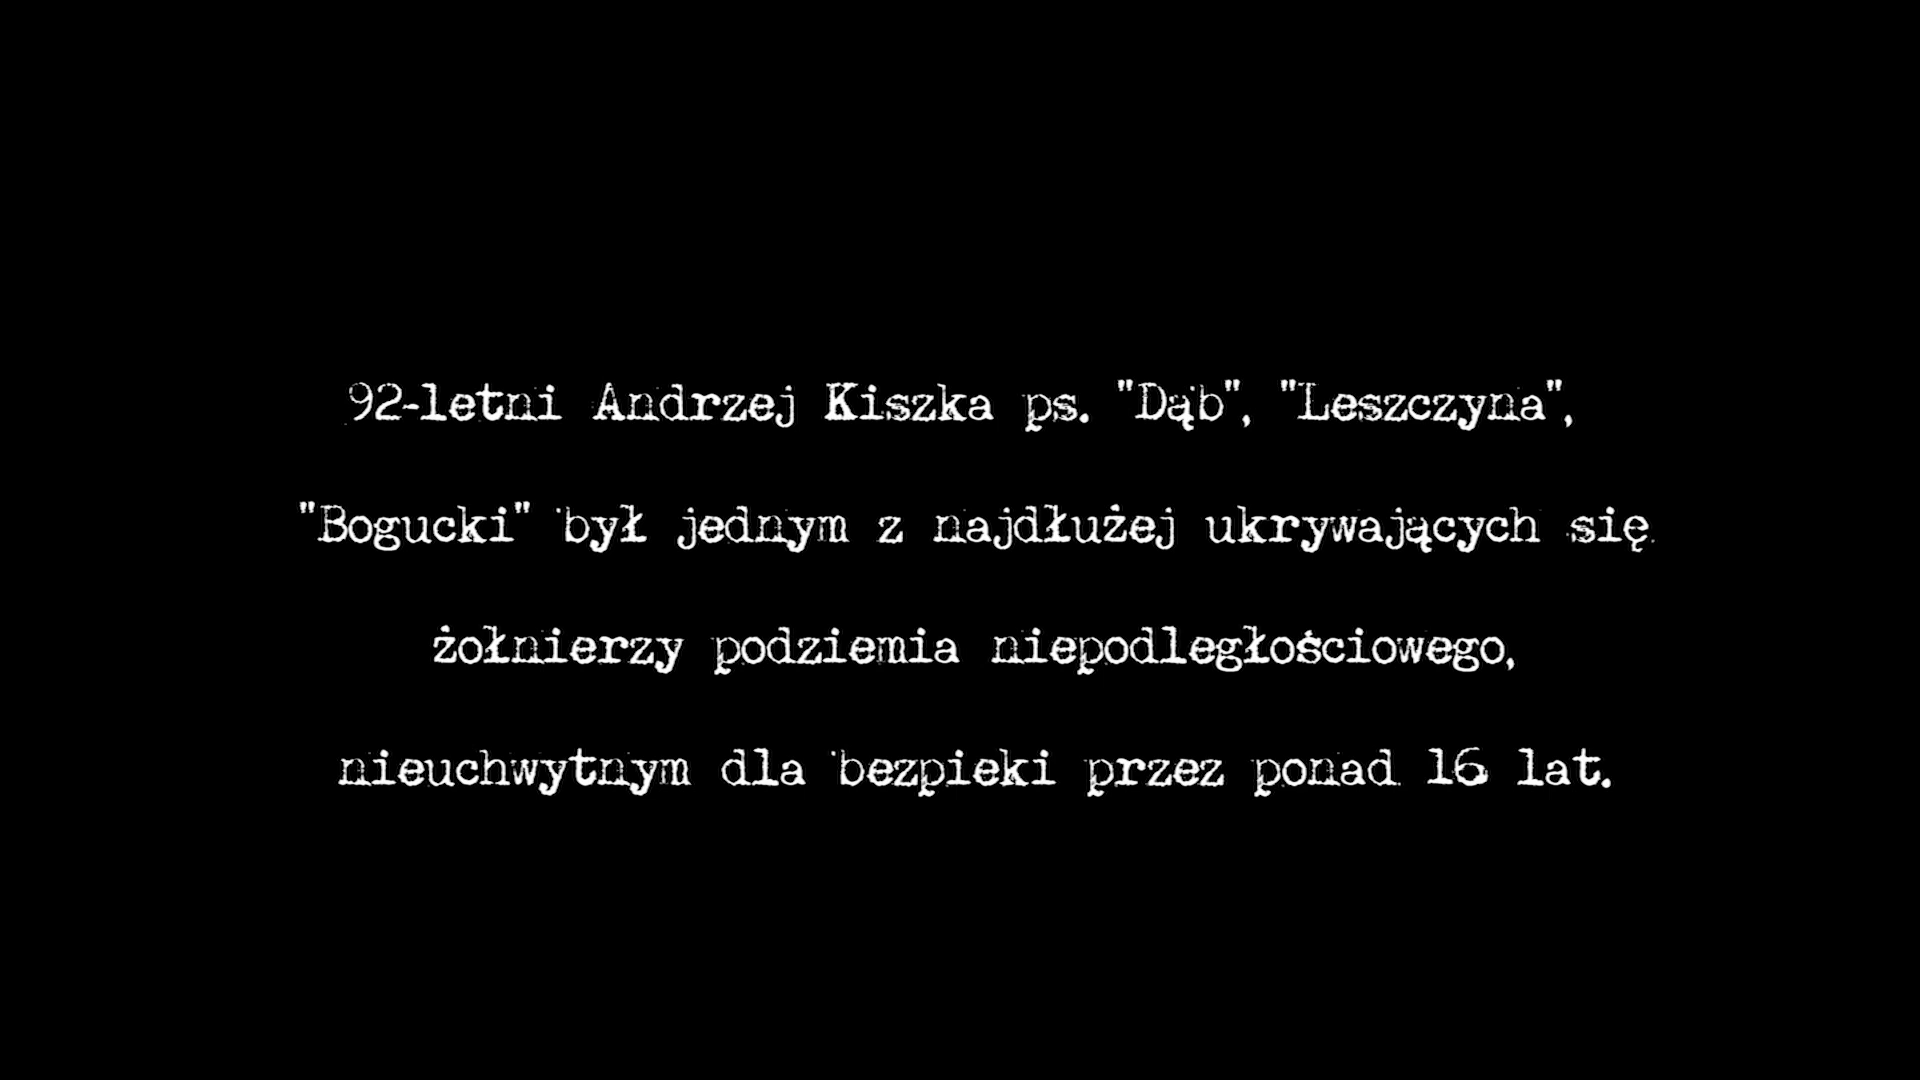 92-letni Andrzej Kiszka ps. "Dąb", "Leszczyna",
"Bogucki" był jednym z najdłużej ukrywających się
żołnierzy podziemia niepodległościowego,
nieuchwytnym dla bezpieki przez ponad 16 lat.